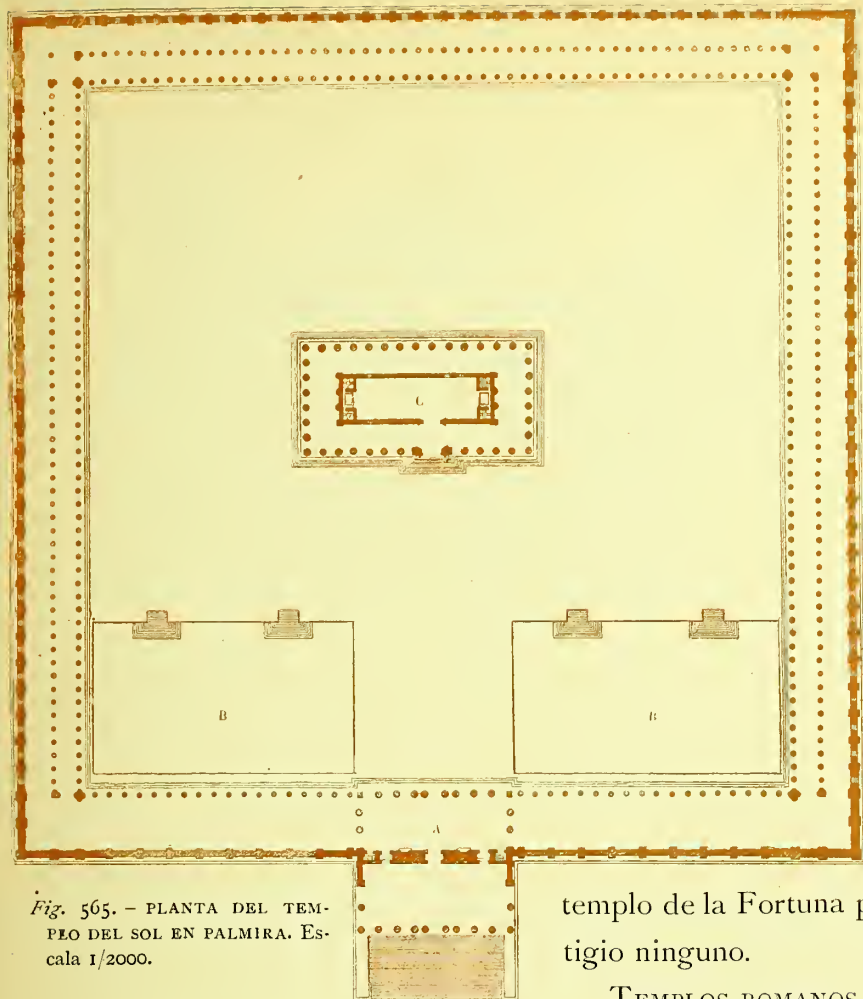 C
B
B
A
Fig. 565. – PLANTA DEL TEM-
PLO DEL SOL EN PALMIRA. Es-
cala 1/2000.
templo de la Fortuna
tigio ninguno.
TEMPLOS ROMANOS